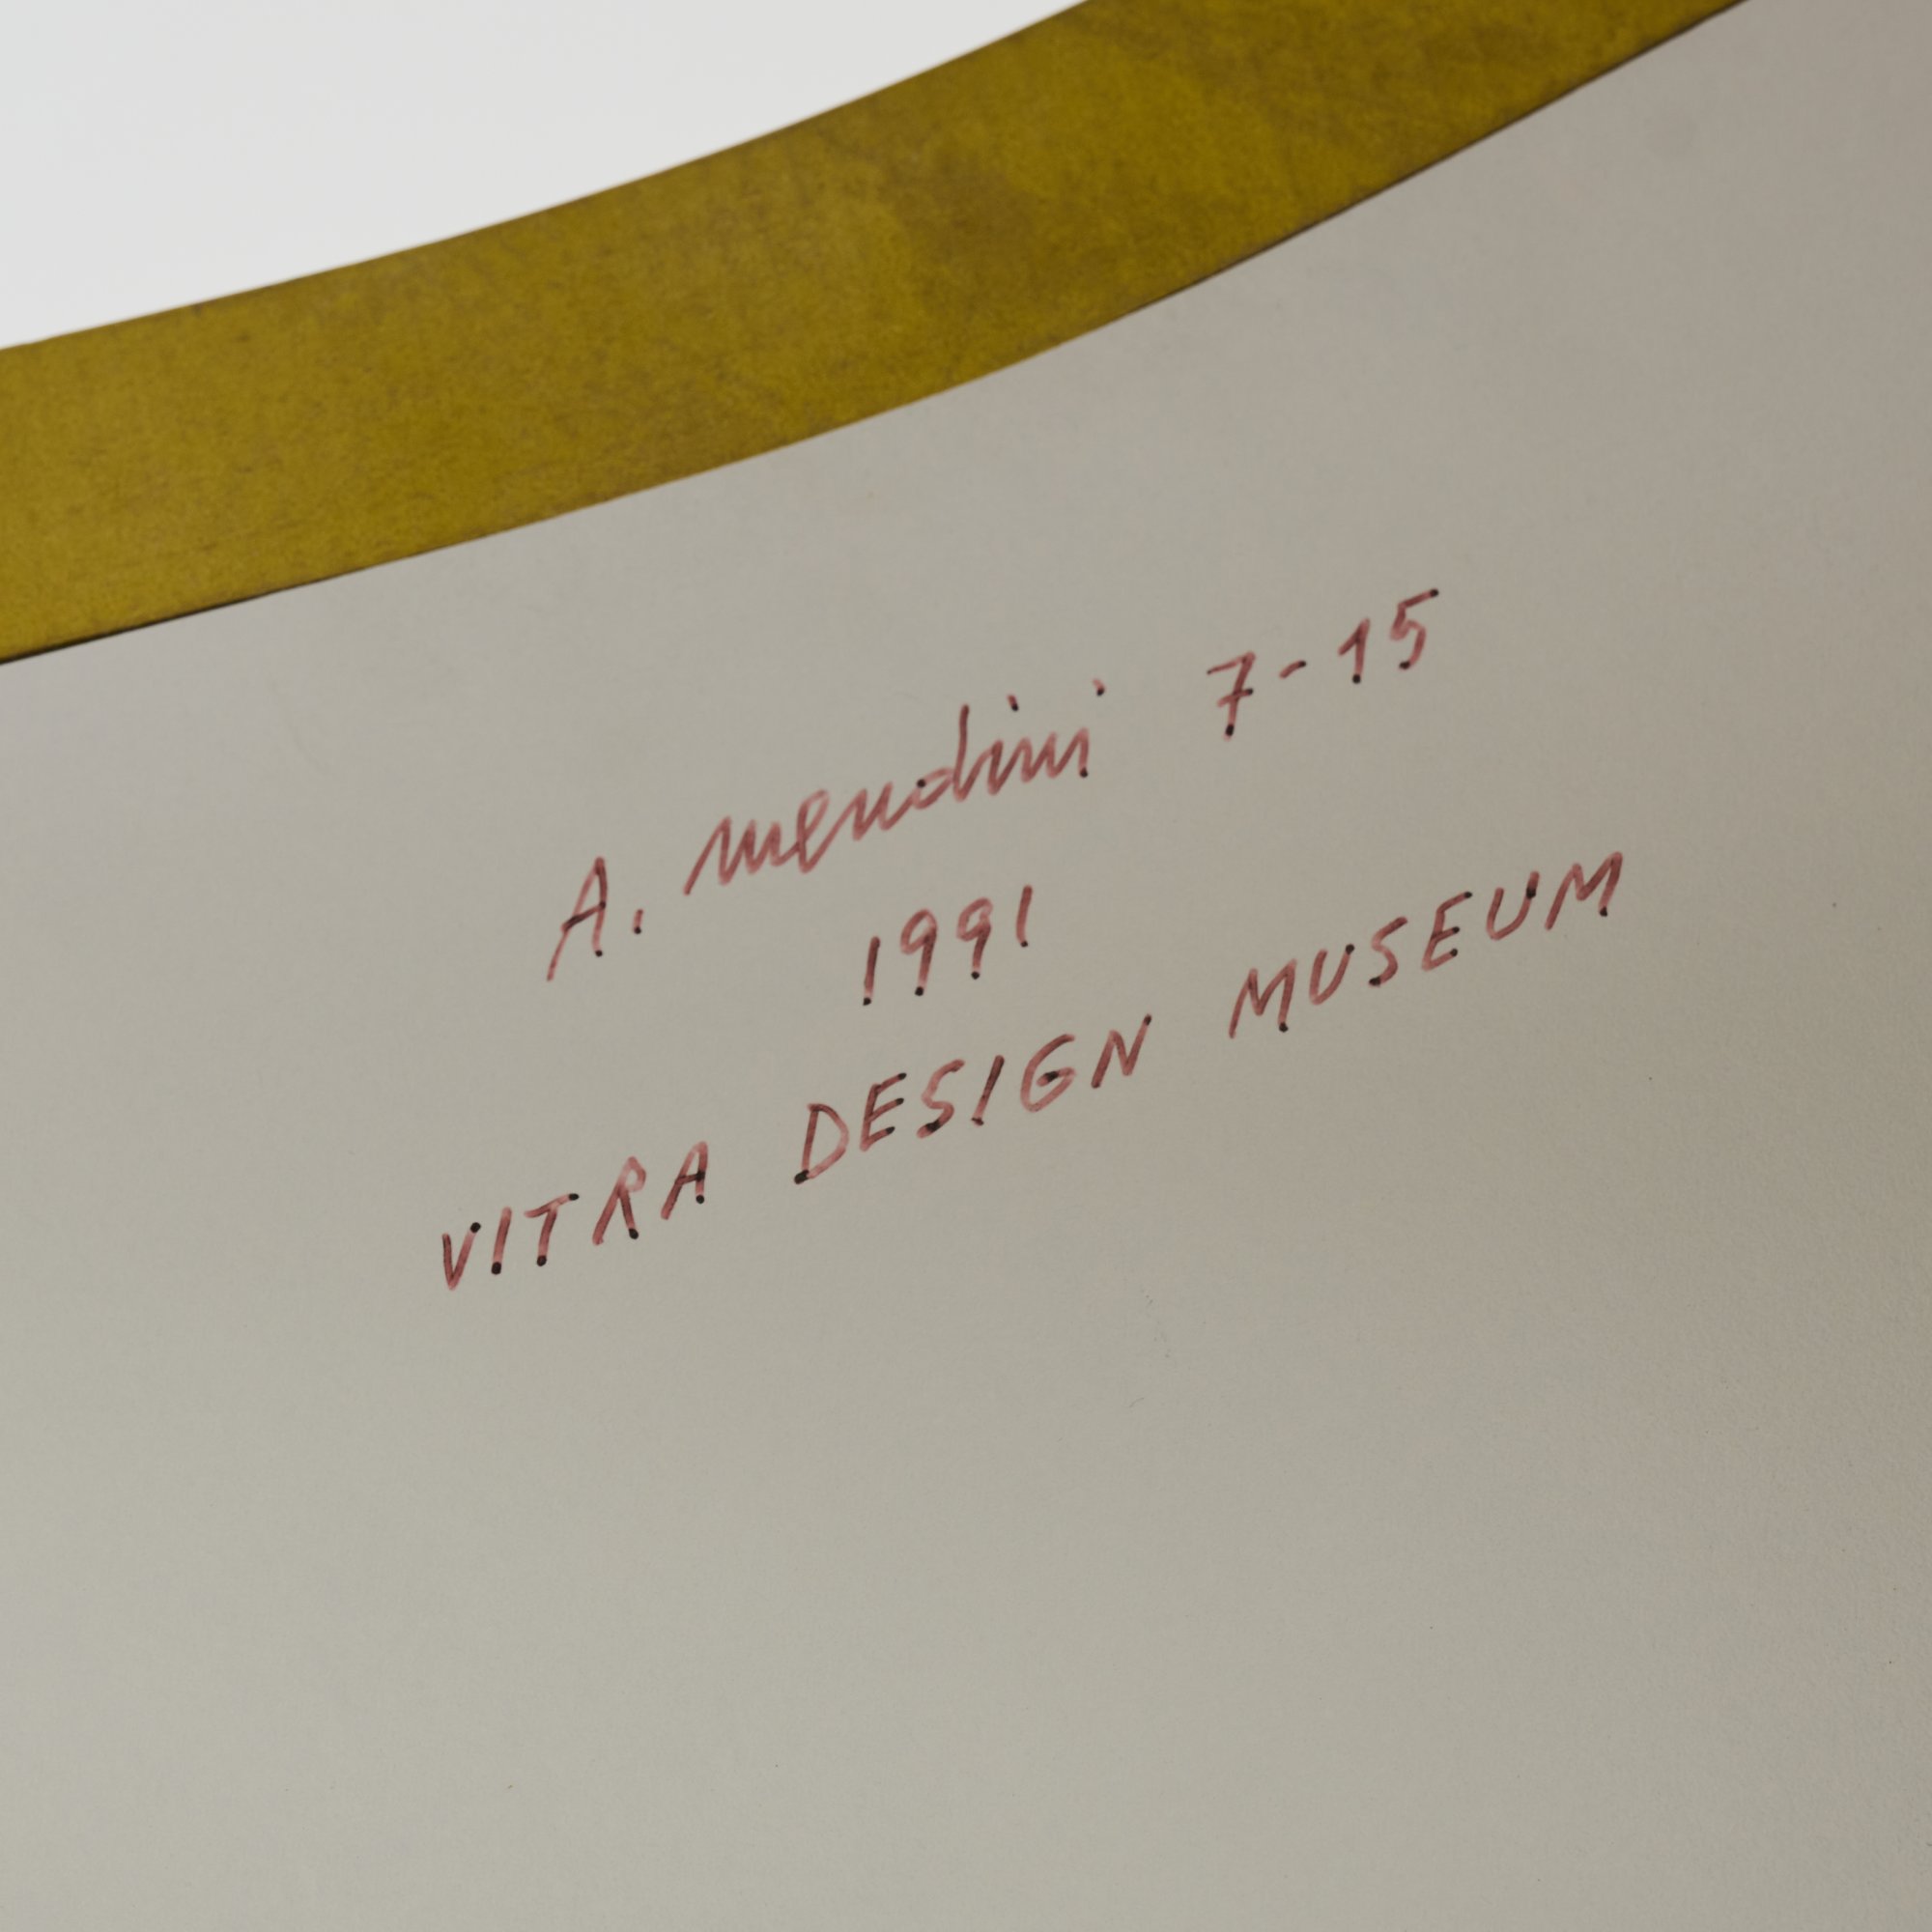 A. mendini 7-15
1991
VITRA DESIGN MUSEUM